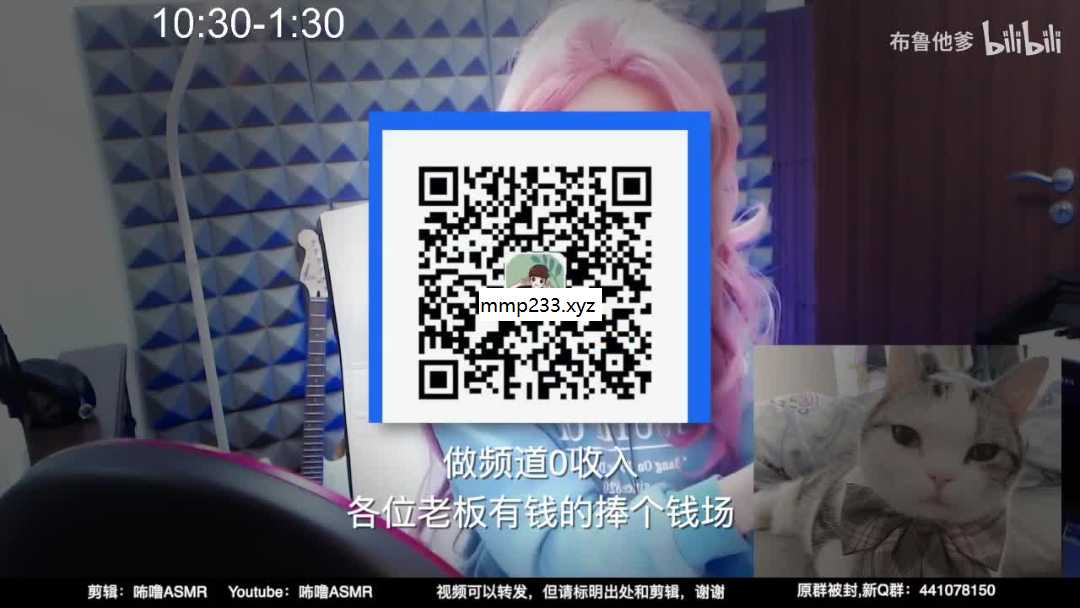 10:30-1:30
布鲁他爹 bilibili
mmp233.xyz
做频道0收入
各位老板有钱的捧个钱场
剪辑：咘噜ASMR Youtube：咘噜ASMR 视频可以转发，但请标明出处和剪辑，谢谢 原群被封,新Q群：441078150